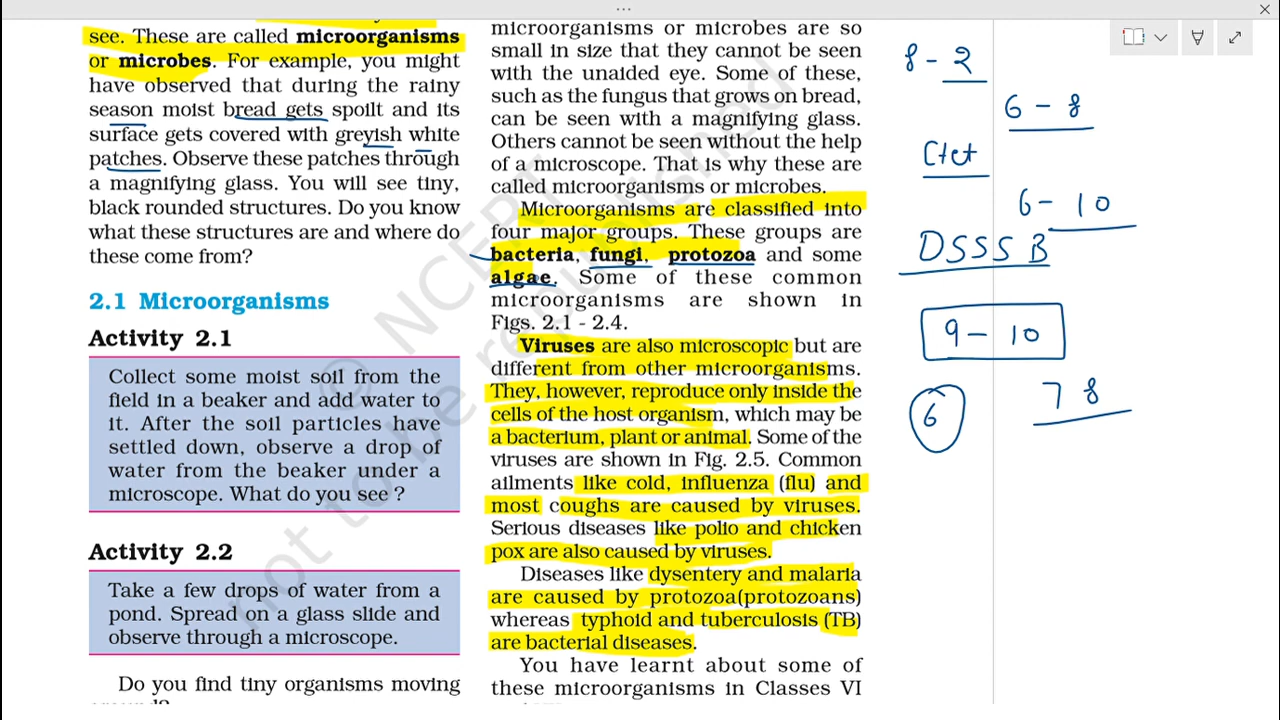 see. These are called microorganisms
or microbes. For example, you might
have observed that during the rainy
season moist bread gets spoilt and its
surface gets covered with greyish white
patches. Observe these patches through
a magnifying glass. You will see tiny,
black rounded structures. Do you know
what these structures are and where do
these come from?
2.1 Microorganisms
Activity 2.1
Collect some moist soil from the
field in a beaker and add water to
it. After the soil particles have
settled down, observe a drop of
water from the beaker under a
microscope. What do you see ?
Activity 2.2
Take a few drops of water from a
pond. Spread on a glass slide and
observe through a microscope.
Do you find tiny organisms moving
microorganisms or microbes are so
small in size that they cannot be seen
with the unaided eye. Some of these,
such as the fungus that grows on bread,
can be seen with a magnifying glass.
Others cannot be seen without the help
of a microscope. That is why these are
called microorganisms or microbes.
Microorganisms are classified into
four major groups. These groups are
bacteria, fungi, protozoa and some
algae. Some of these common
microorganisms are shown in
Figs. 2.1 - 2.4.
Viruses are also microscopic but are
different from other microorganisms.
They, however, reproduce only inside the
cells of the host organism, which may be
a bacterium, plant or animal. Some of the
viruses are shown in Fig. 2.5. Common
ailments like cold, influenza (flu) and
most coughs are caused by viruses.
Serious diseases like polio and chicken
pox are also caused by viruses.
Diseases like dysentery and malaria
are caused by protozoa(protozoans)
whereas typhoid and tuberculosis (TB)
are bacterial diseases.
You have learnt about some of
these microorganisms in Classes VI
© NCERT
not to be republished
8 - 2
6 - 8
Ctet
6 - 10
DSSSB
9 - 10
6
7 8